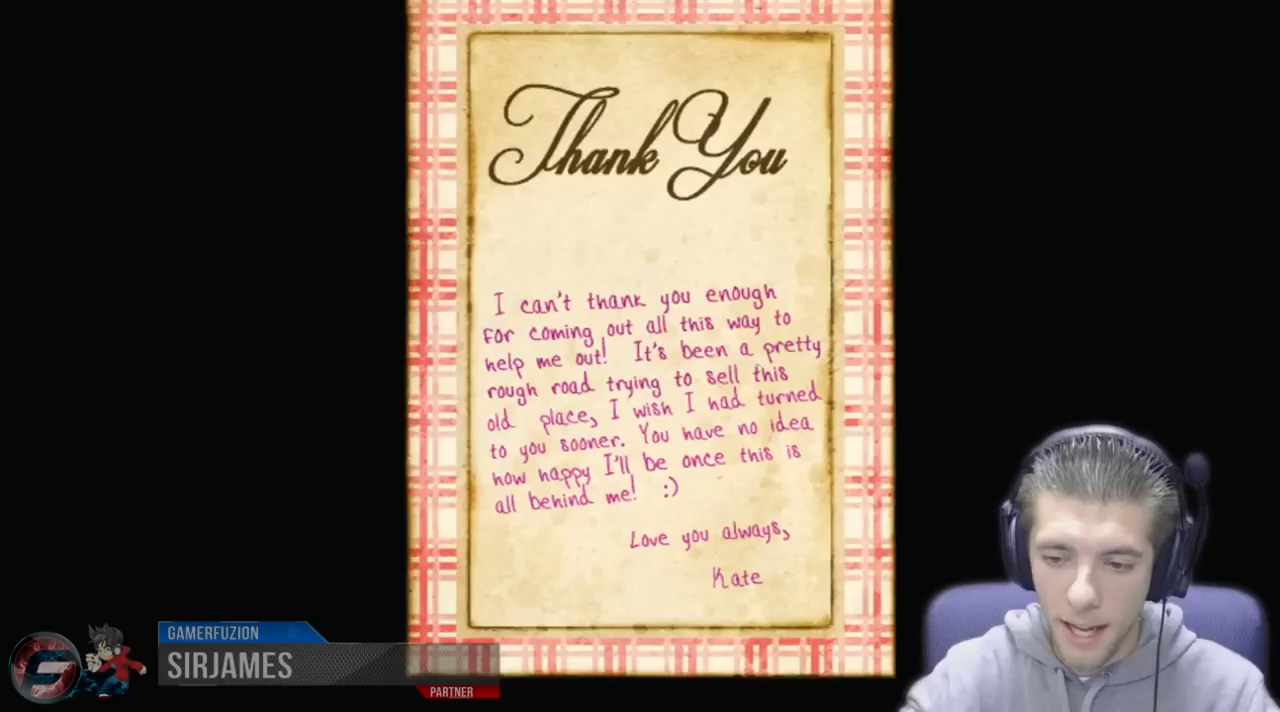 Thank You
I can't thank you enough
for coming out all this way to
help me out! It's been a pretty
rough road trying to sell this
old place, I wish I had turned
to you sooner. You have no idea
how happy I'll be once this is
all behind me! :)
Love you always,
Kate
GAMERFUZION
SIRJAMES
PARTNER